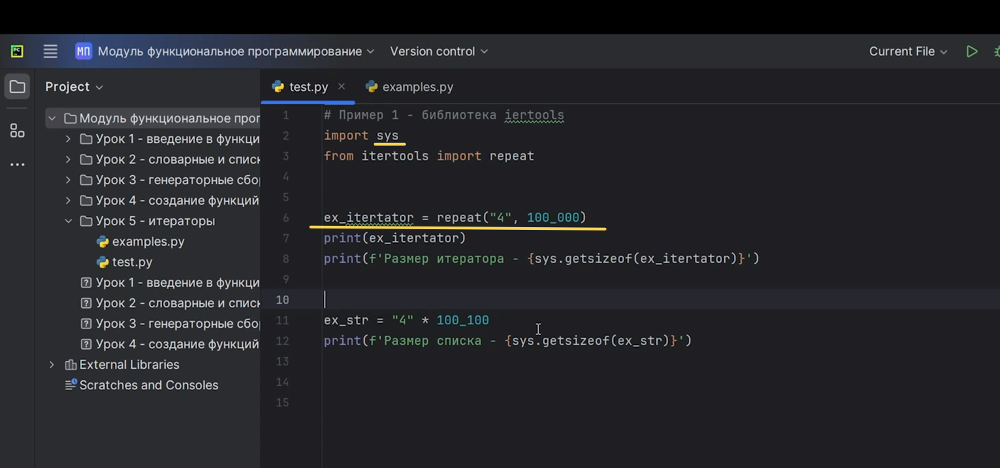 PC
МП Модуль функциональное программирование Version control Current File
Project
test.py examples.py
Модуль функциональное прог
Урок 1 - введение в функци
Урок 2 - словарные и списк
Урок 3 - генераторные сбор
Урок 4 - создание функций
Урок 5 - итераторы
examples.py
test.py
Урок 1 - введение в функци
Урок 2 - словарные и списк
Урок 3 - генераторные сбор
Урок 4 - создание функций
External Libraries
Scratches and Consoles
1 # Пример 1 - библиотека iertools
2 import sys
3 from itertools import repeat
4
5
6 ex_itertator = repeat("4", 100_000)
7 print(ex_itertator)
8 print(f'Размер итератора - {sys.getsizeof(ex_itertator)}')
9
10
11 ex_str = "4" * 100_100
12 print(f'Размер списка - {sys.getsizeof(ex_str)}')
13
14
15